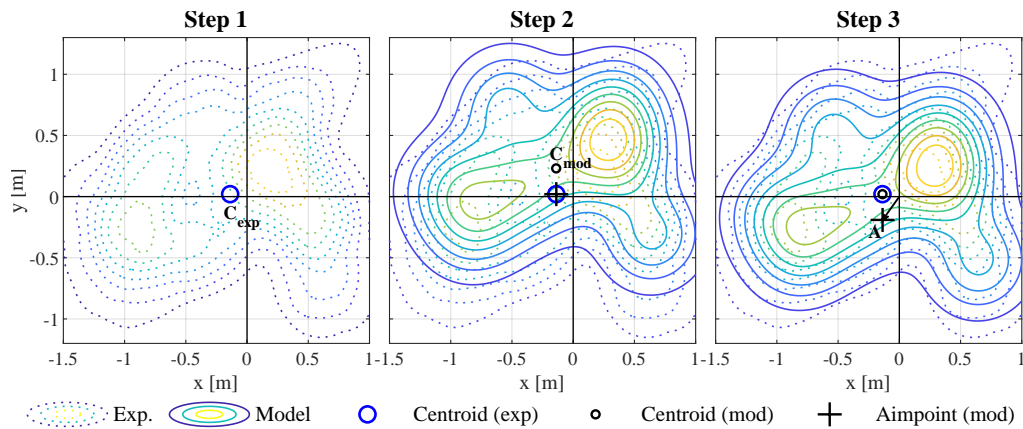 Step 1 Step 2 Step 3
1
0.5
0
-0.5
-1
y [m]
C_exp
C_mod
A
-1.5 -1 -0.5 0 0.5 1 -1.5 -1 -0.5 0 0.5 1 -1.5 -1 -0.5 0 0.5 1
x [m] x [m] x [m]
Exp. Model Centroid (exp) Centroid (mod) Aimpoint (mod)